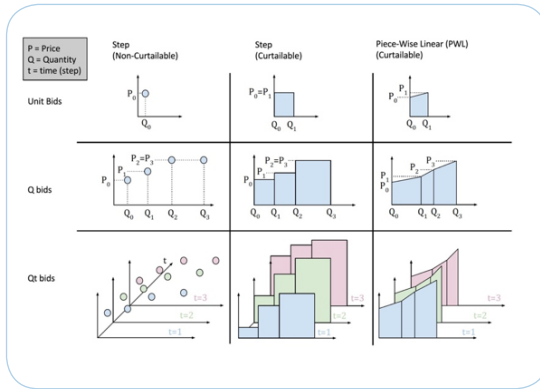 P = Price
Q = Quantity
t = time (step)
Step
(Non-Curtailable)
Step
(Curtailable)
Piece-Wise Linear (PWL)
(Curtailable)
Unit Bids
P₀
Q₀
P₀=P₁
Q₀ Q₁
P₁
P₀
Q₀ Q₁
Q bids
P₂=P₃
P₁
P₀
Q₀ Q₁ Q₂ Q₃
P₂=P₃
P₁
P₀
Q₀ Q₁ Q₂ Q₃
P₃
P₂
P₁
P₀
Q₀ Q₁ Q₂ Q₃
Qt bids
t
t=3
t=2
t=1
t=3
t=2
t=1
t=3
t=2
t=1